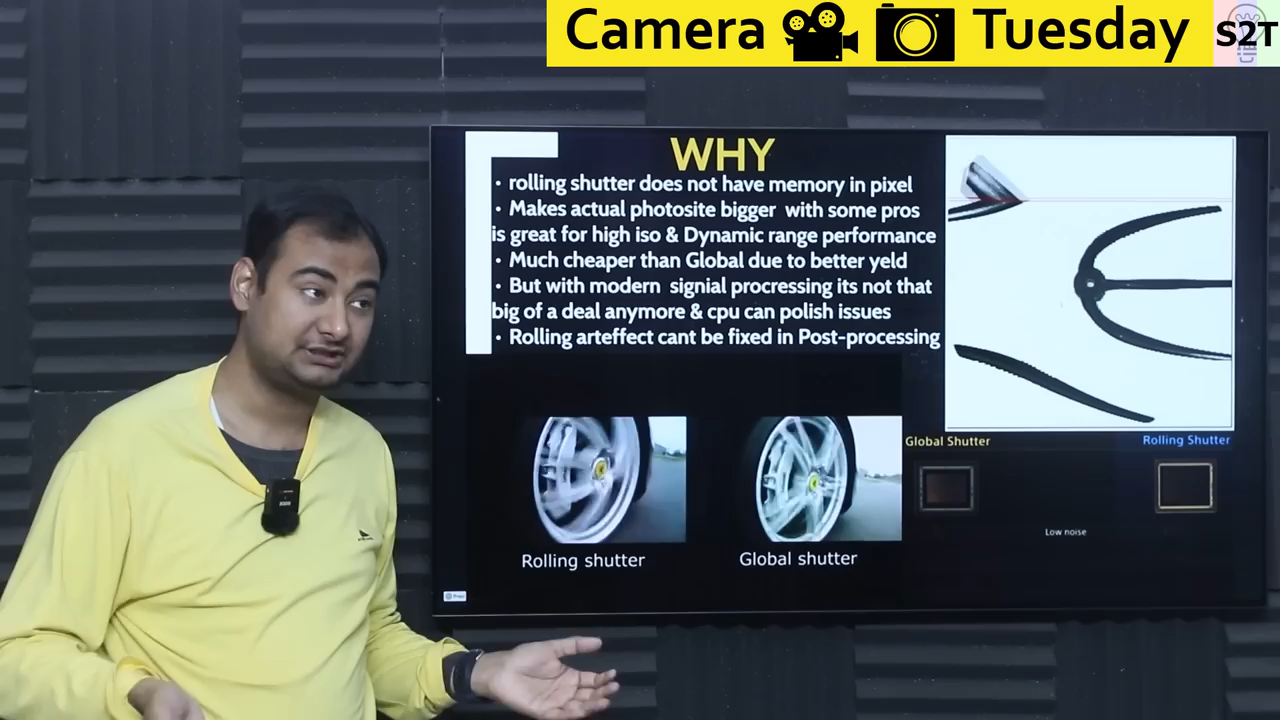 Camera Tuesday S2T
WHY
• rolling shutter does not have memory in pixel
• Makes actual photosite bigger with some pros
is great for high iso & Dynamic range performance
• Much cheaper than Global due to better yeld
• But with modern signial procressing its not that
big of a deal anymore & cpu can polish issues
• Rolling arteffect cant be fixed in Post-processing
Global Shutter Rolling Shutter
Low noise
Rolling shutter Global shutter